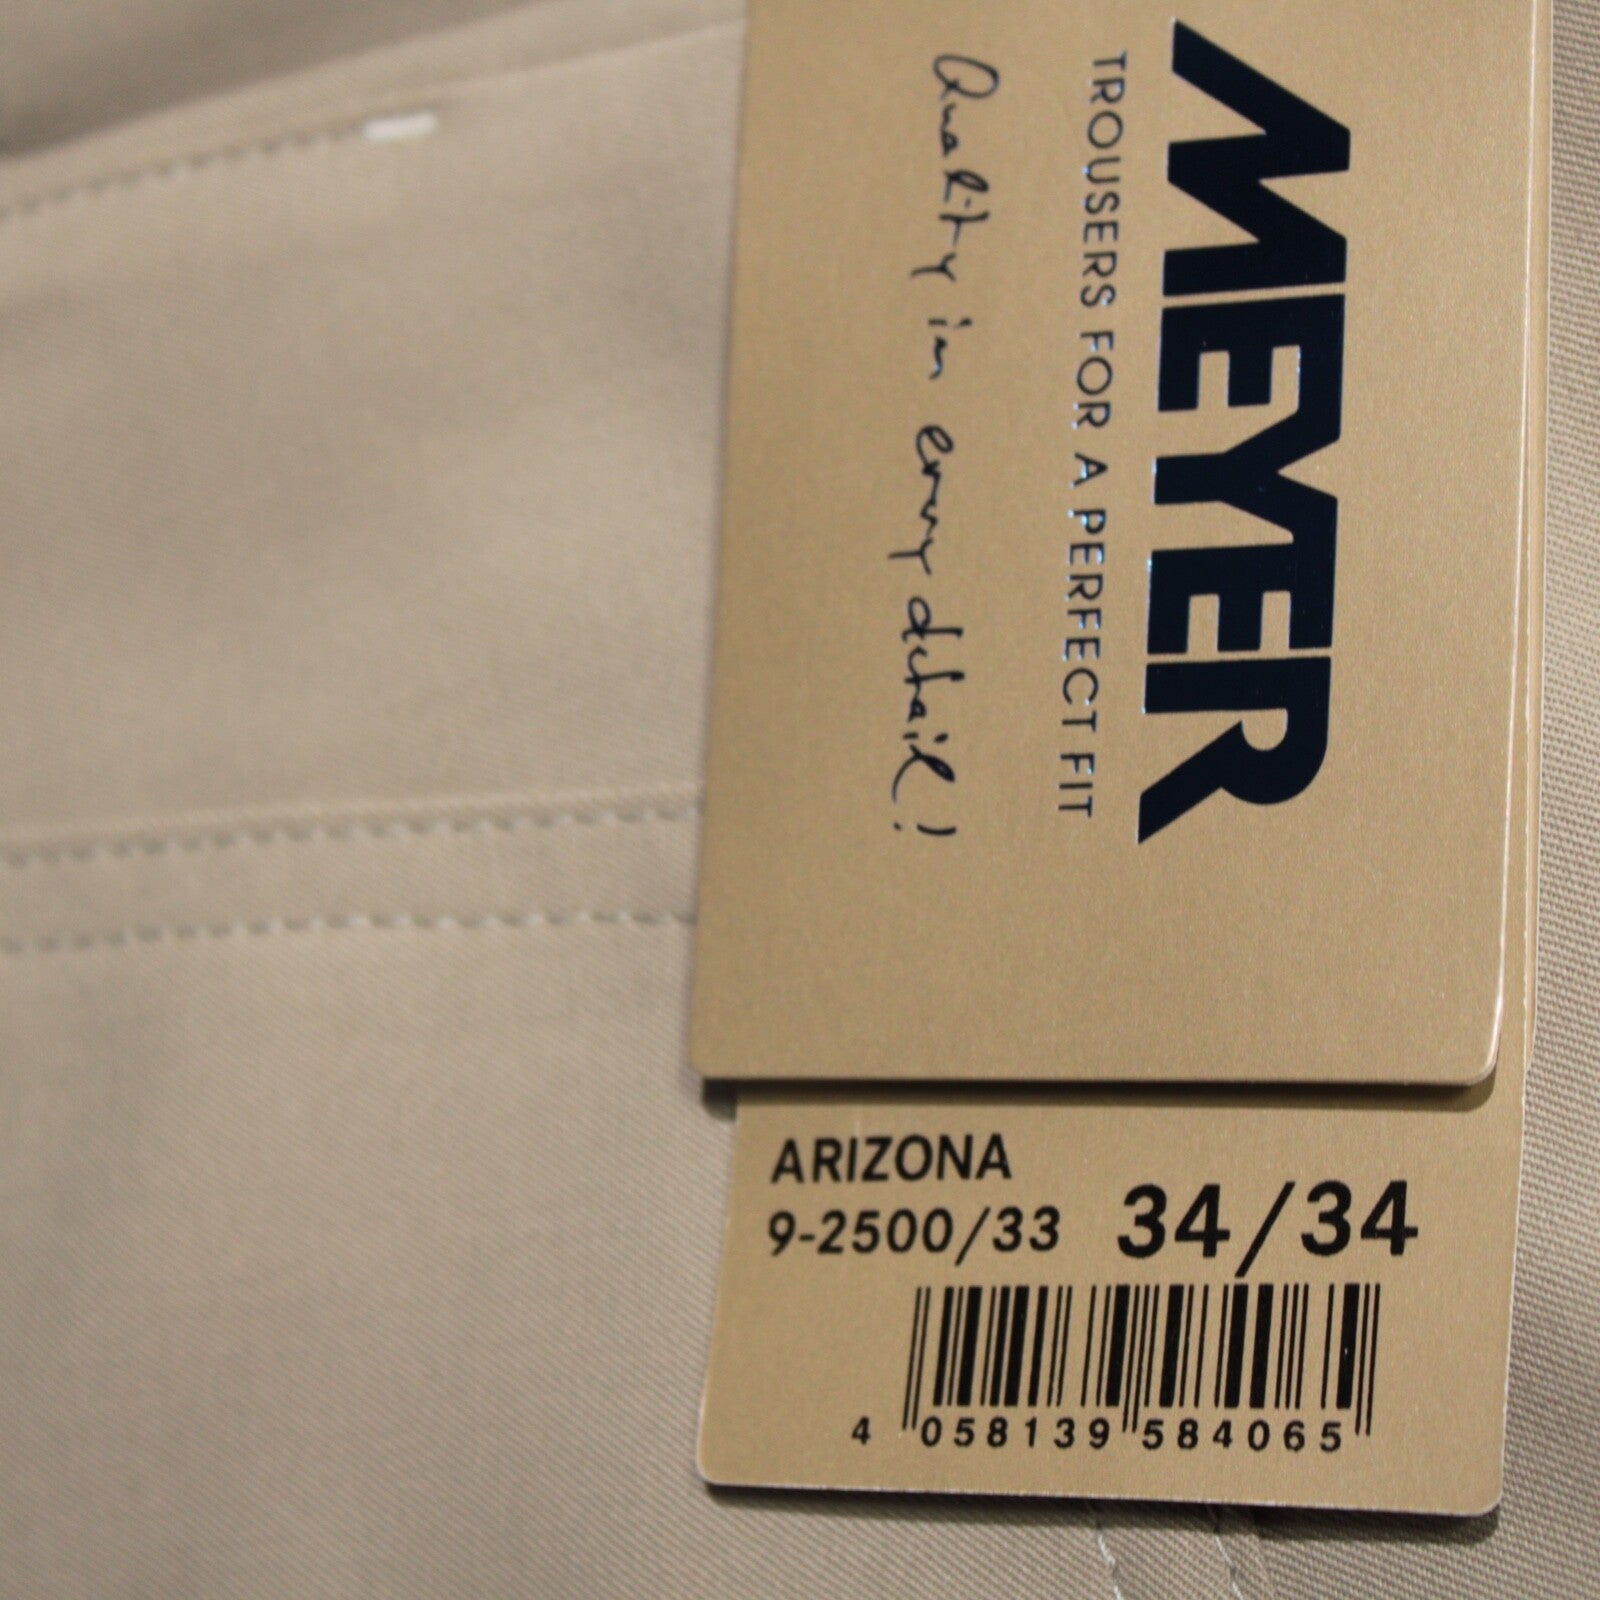 MEYER
TROUSERS FOR A PERFECT FIT
Quality in every detail!
ARIZONA
9-2500/33 34/34
4 058139 584065